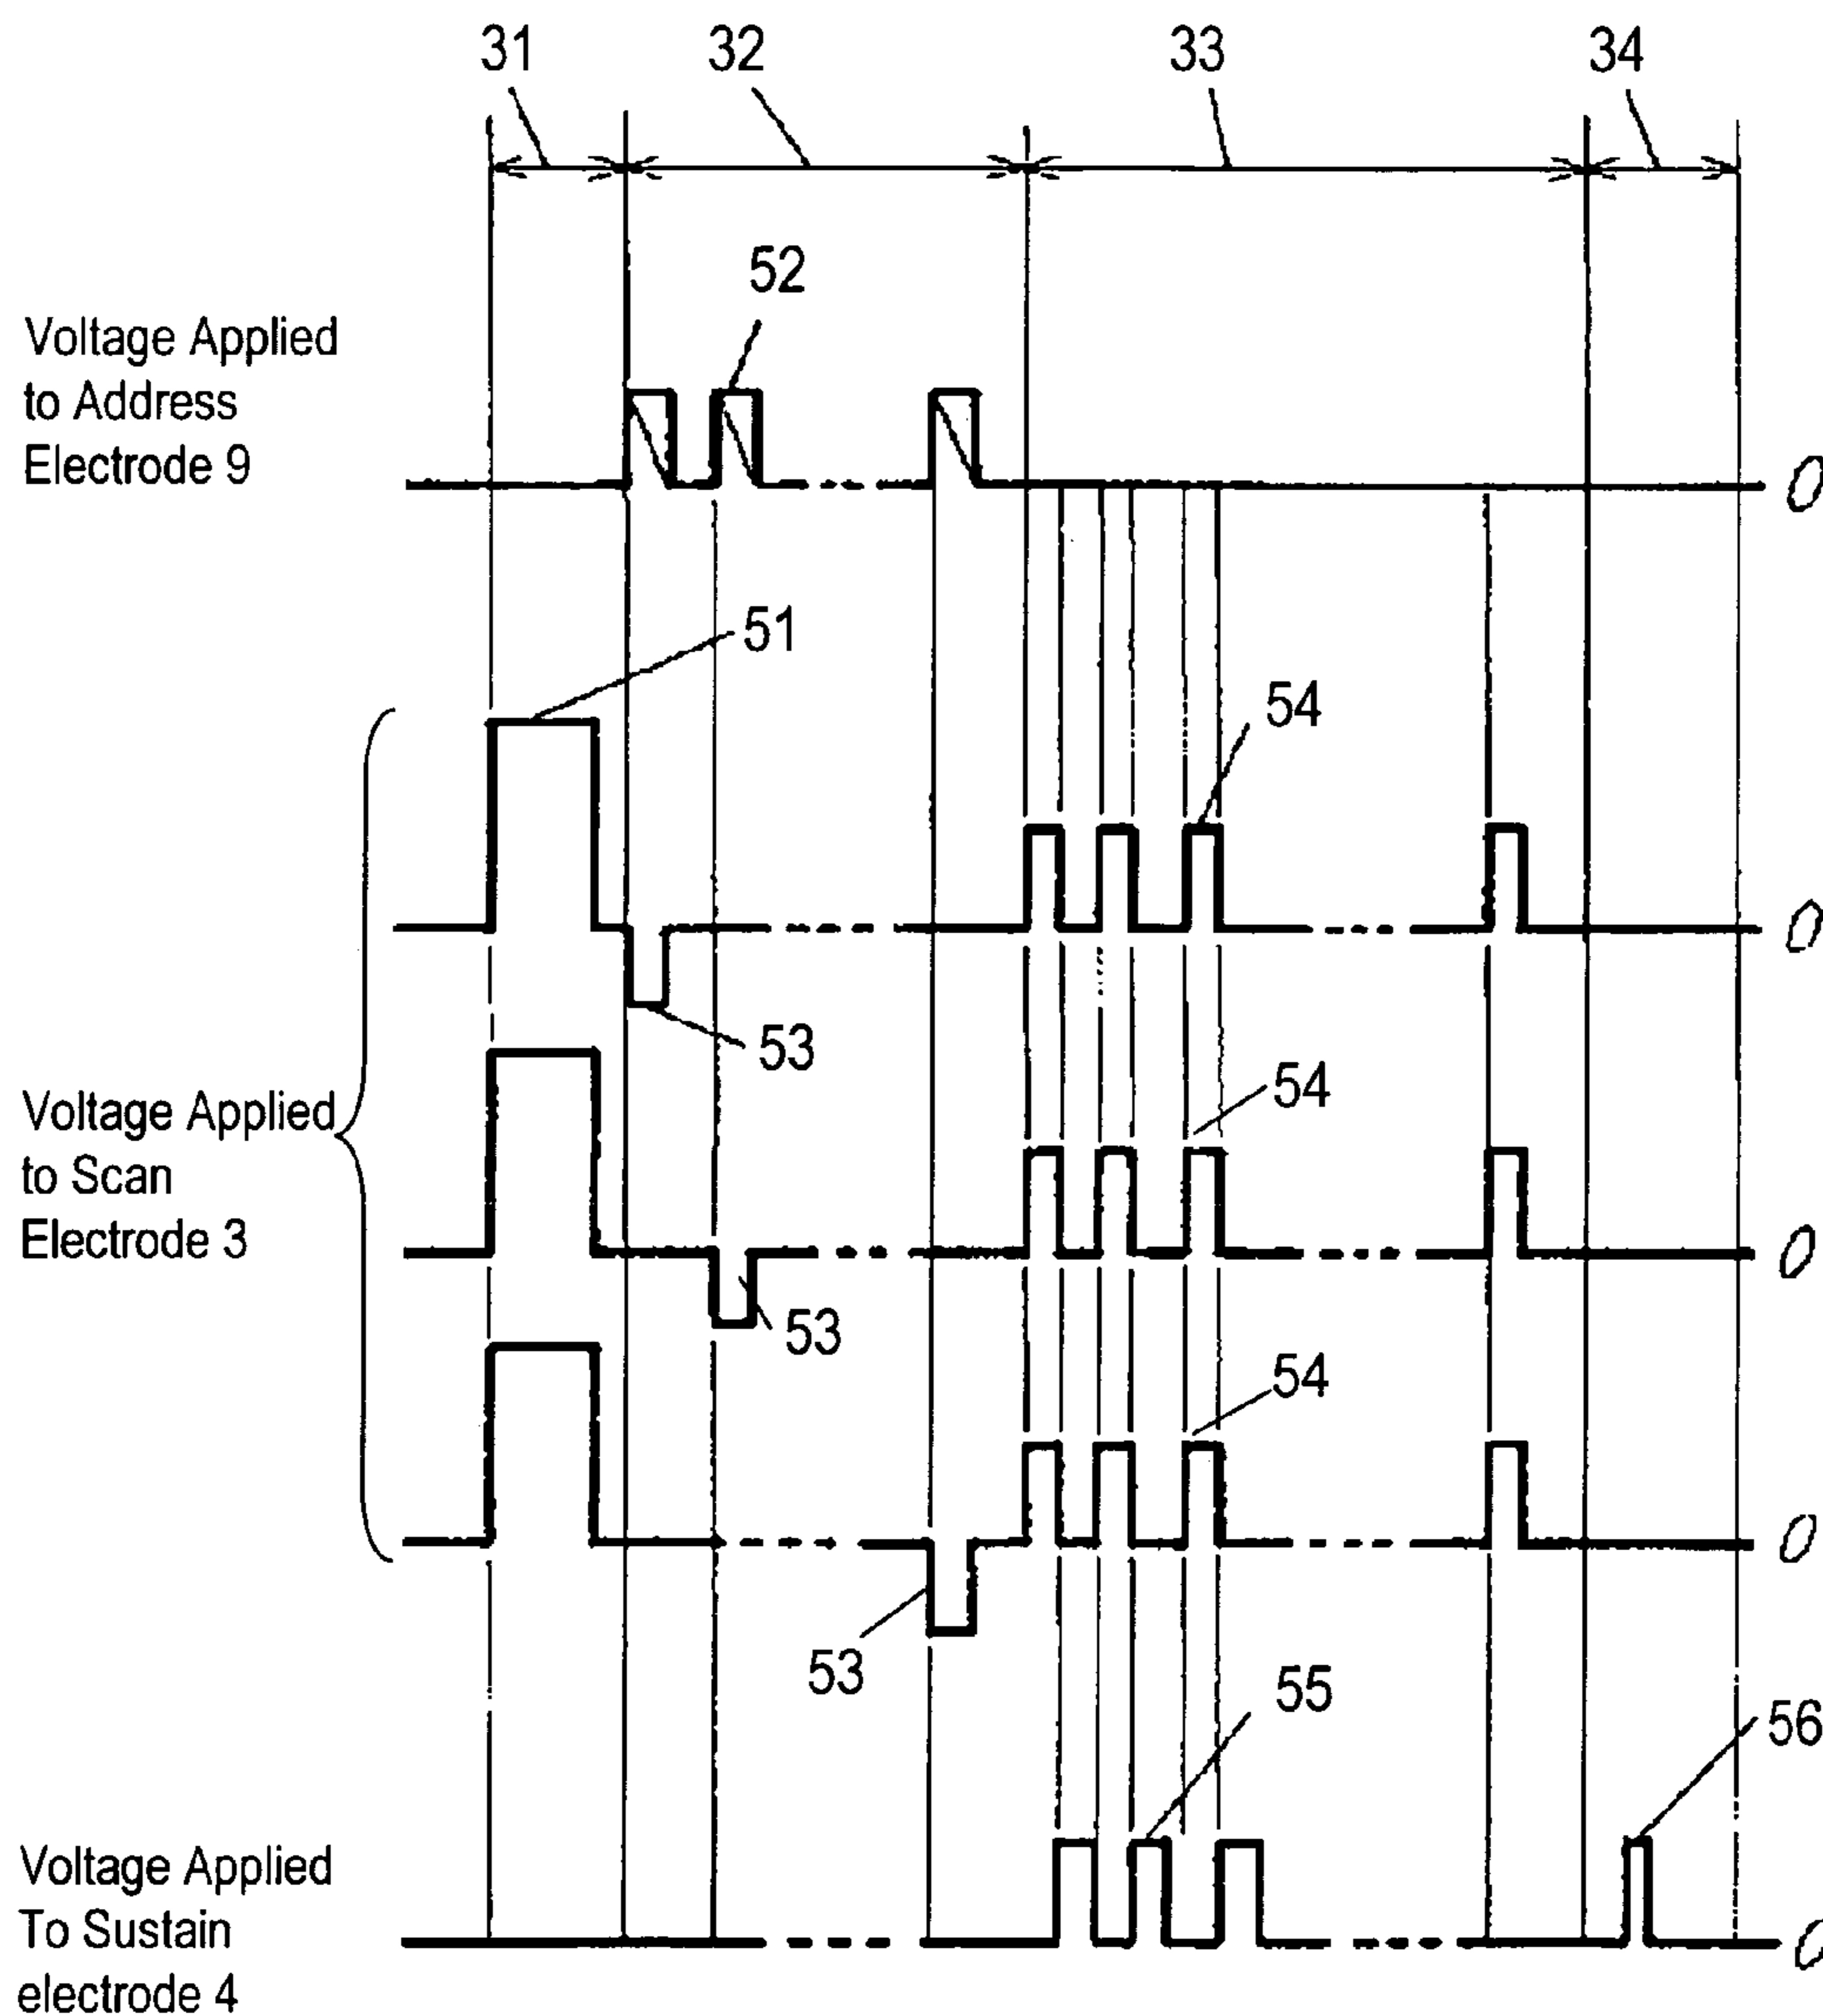 31
32
33
34
52
Voltage Applied
to Address
Electrode 9
0
51
54
0
53
Voltage Applied
to Scan
Electrode 3
54
0
53
54
0
53
55
56
Voltage Applied
To Sustain
electrode 4
0